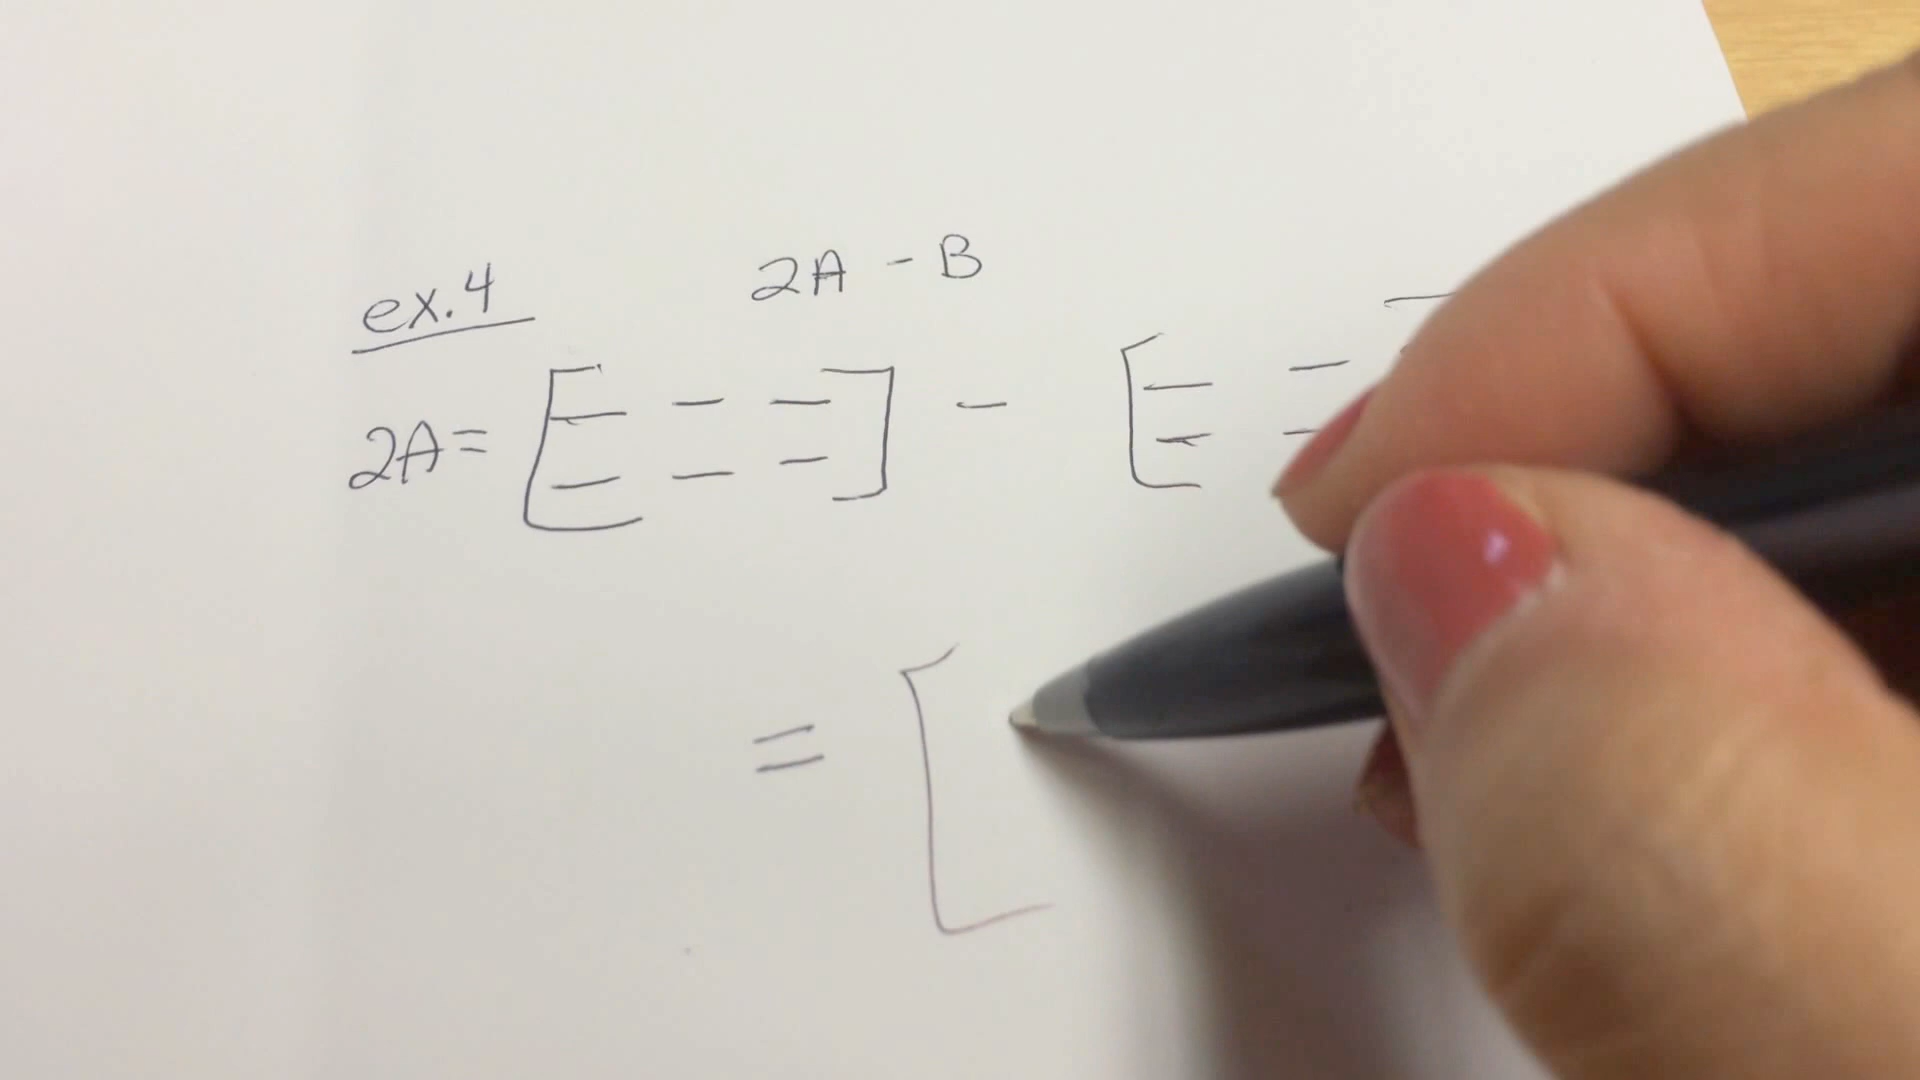 ex.4 2A - B
2A = [ _ _ _ ] - [ _ _
_ _ _ _ _
= [